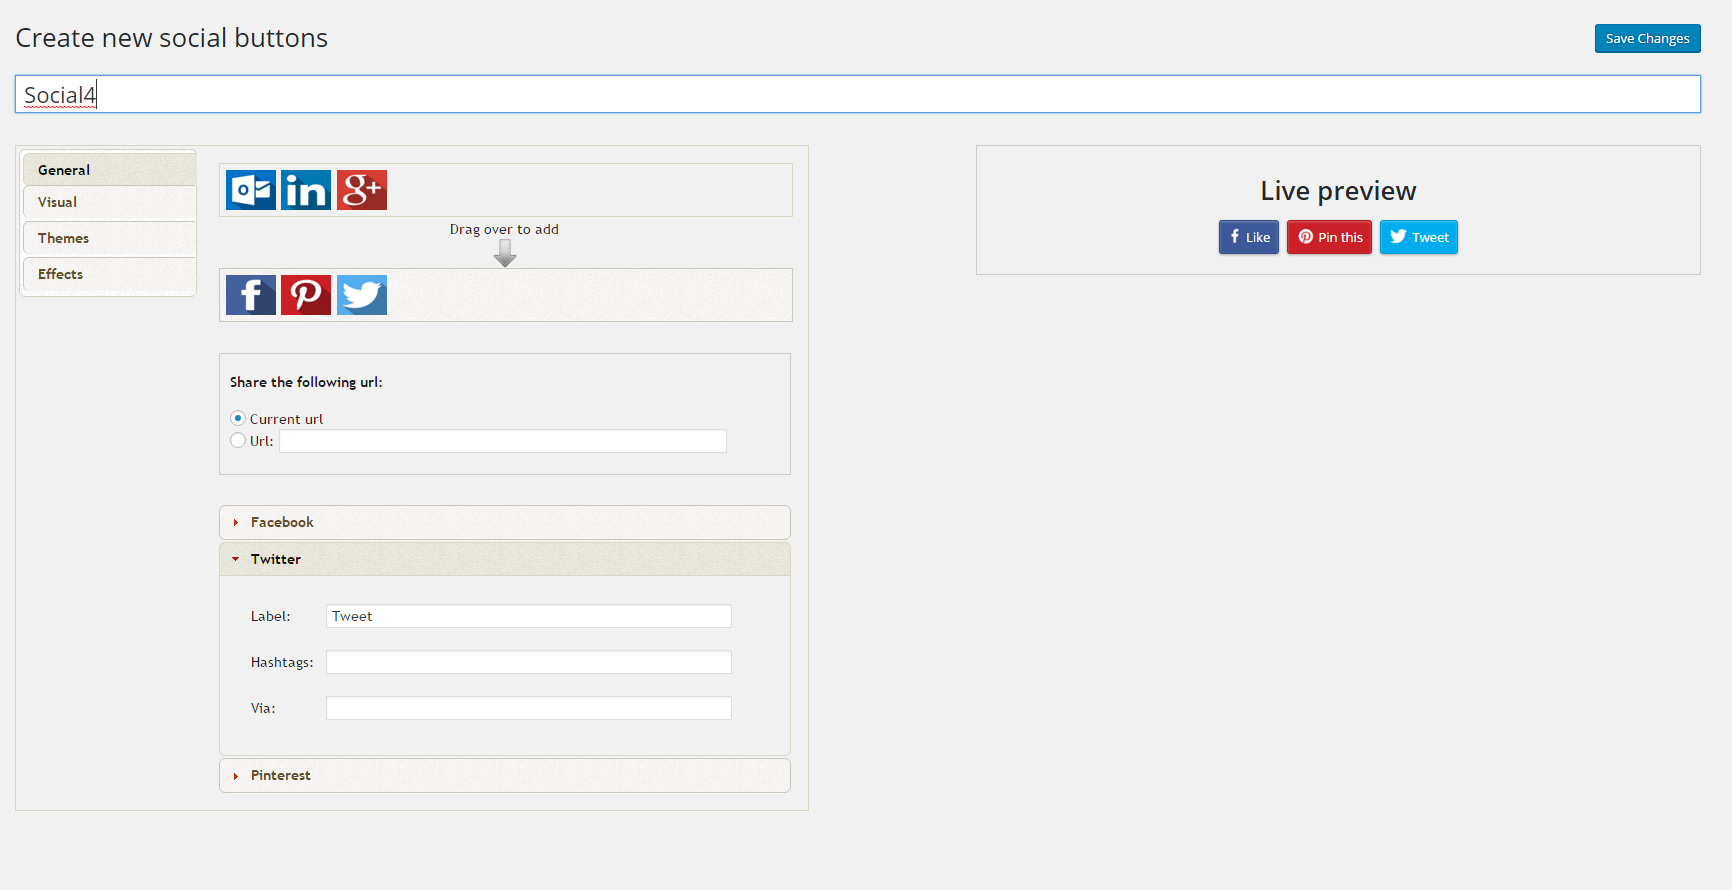 Create new social buttons
Save Changes
Social4
General
Visual
Themes
Effects
Drag over to add
Share the following url:
Current url
Url:
Facebook
Twitter
Label: Tweet
Hashtags:
Via:
Pinterest
Live preview
Like Pin this Tweet